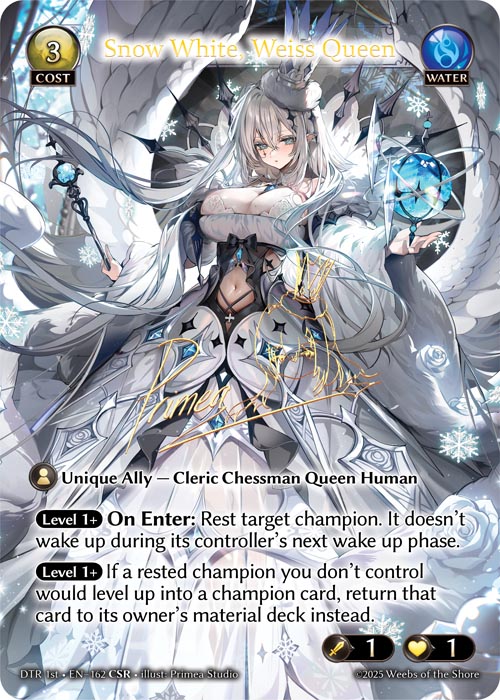 3
COST
Snow White, Weiss Queen
WATER
Primea
Unique Ally — Cleric Chessman Queen Human
Level 1+ On Enter: Rest target champion. It doesn't
wake up during its controller's next wake up phase.
Level 1+ If a rested champion you don't control
would level up into a champion card, return that
card to its owner's material deck instead.
1
1
DTR 1st • EN-162 CSR • illust: Primea Studio
©2025 Weebs of the Shore